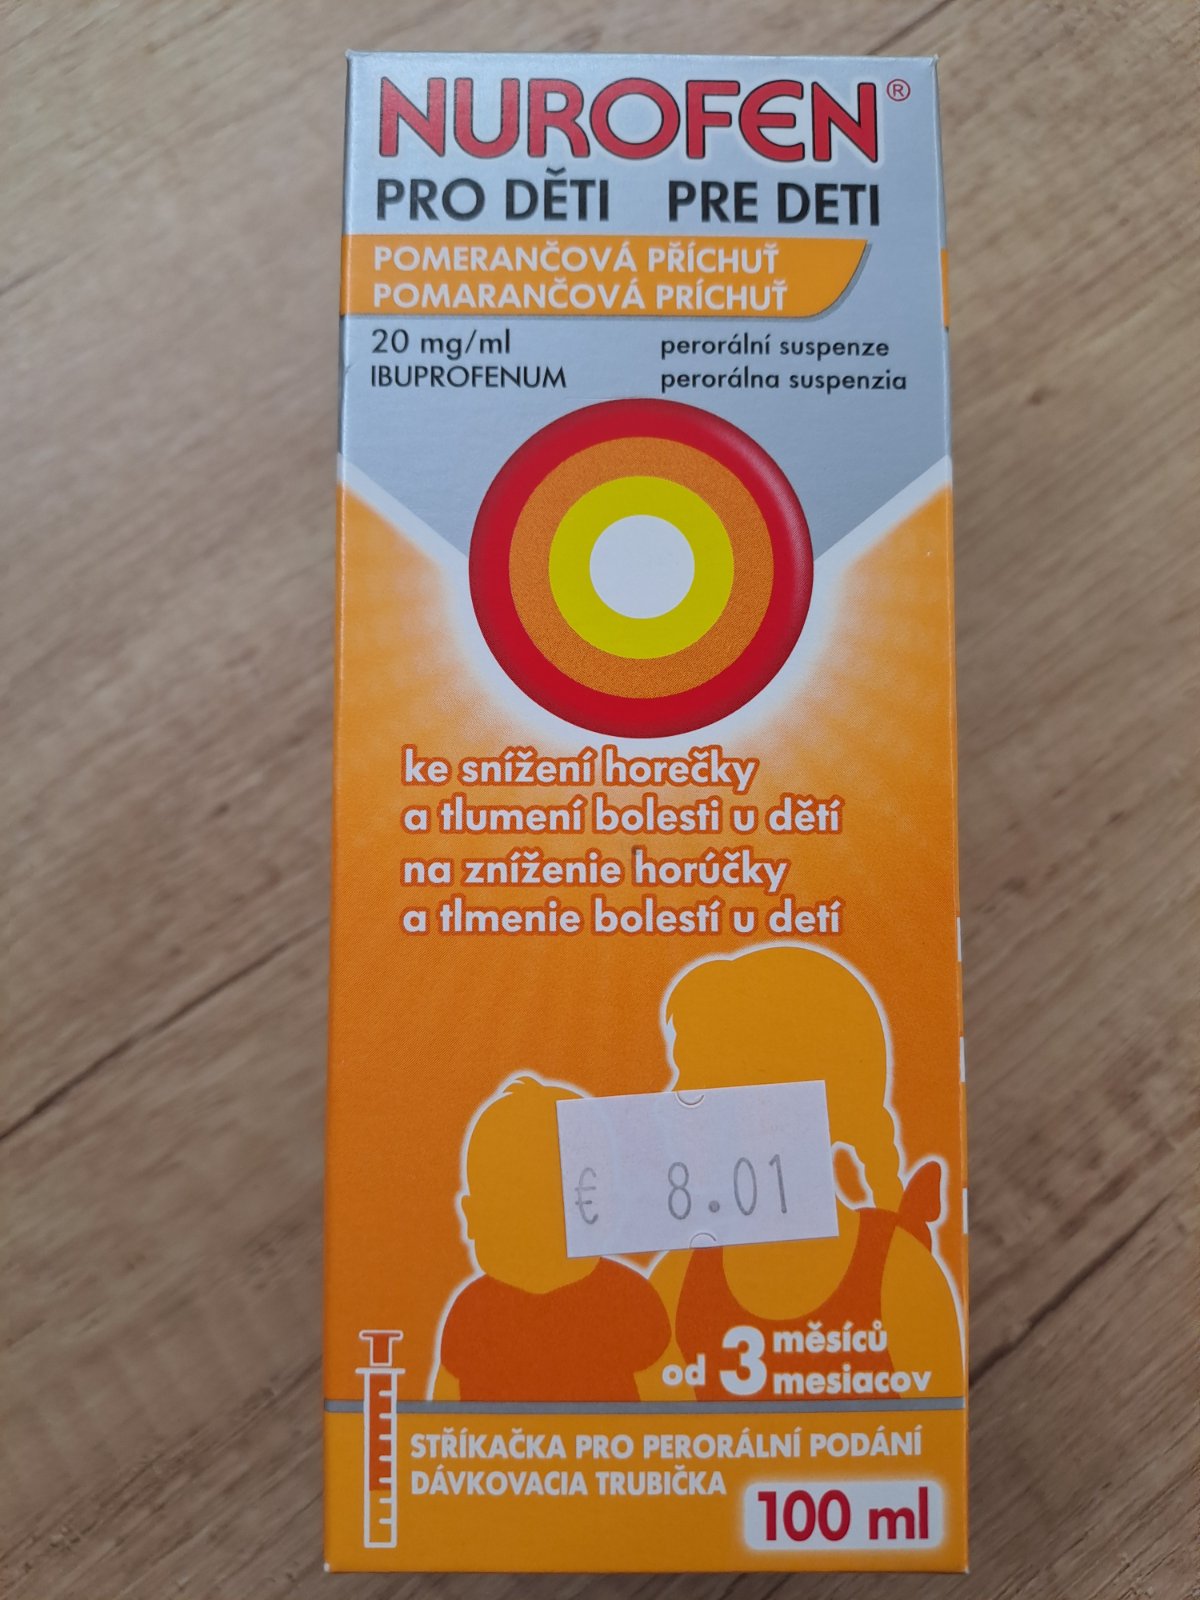 NUROFEN®
PRO DĚTI PRE DETI
POMERANČOVÁ PŘÍCHUŤ
POMARANČOVÁ PRÍCHUŤ
20 mg/ml perorální suspenze
IBUPROFENUM perorálna suspenzia
ke snížení horečky
a tlumení bolesti u dětí
na zníženie horúčky
a tlmenie bolestí u detí
€ 8.01
od 3 měsíců
mesiacov
STŘÍKAČKA PRO PERORÁLNÍ PODÁNÍ
DÁVKOVACIA TRUBIČKA
100 ml